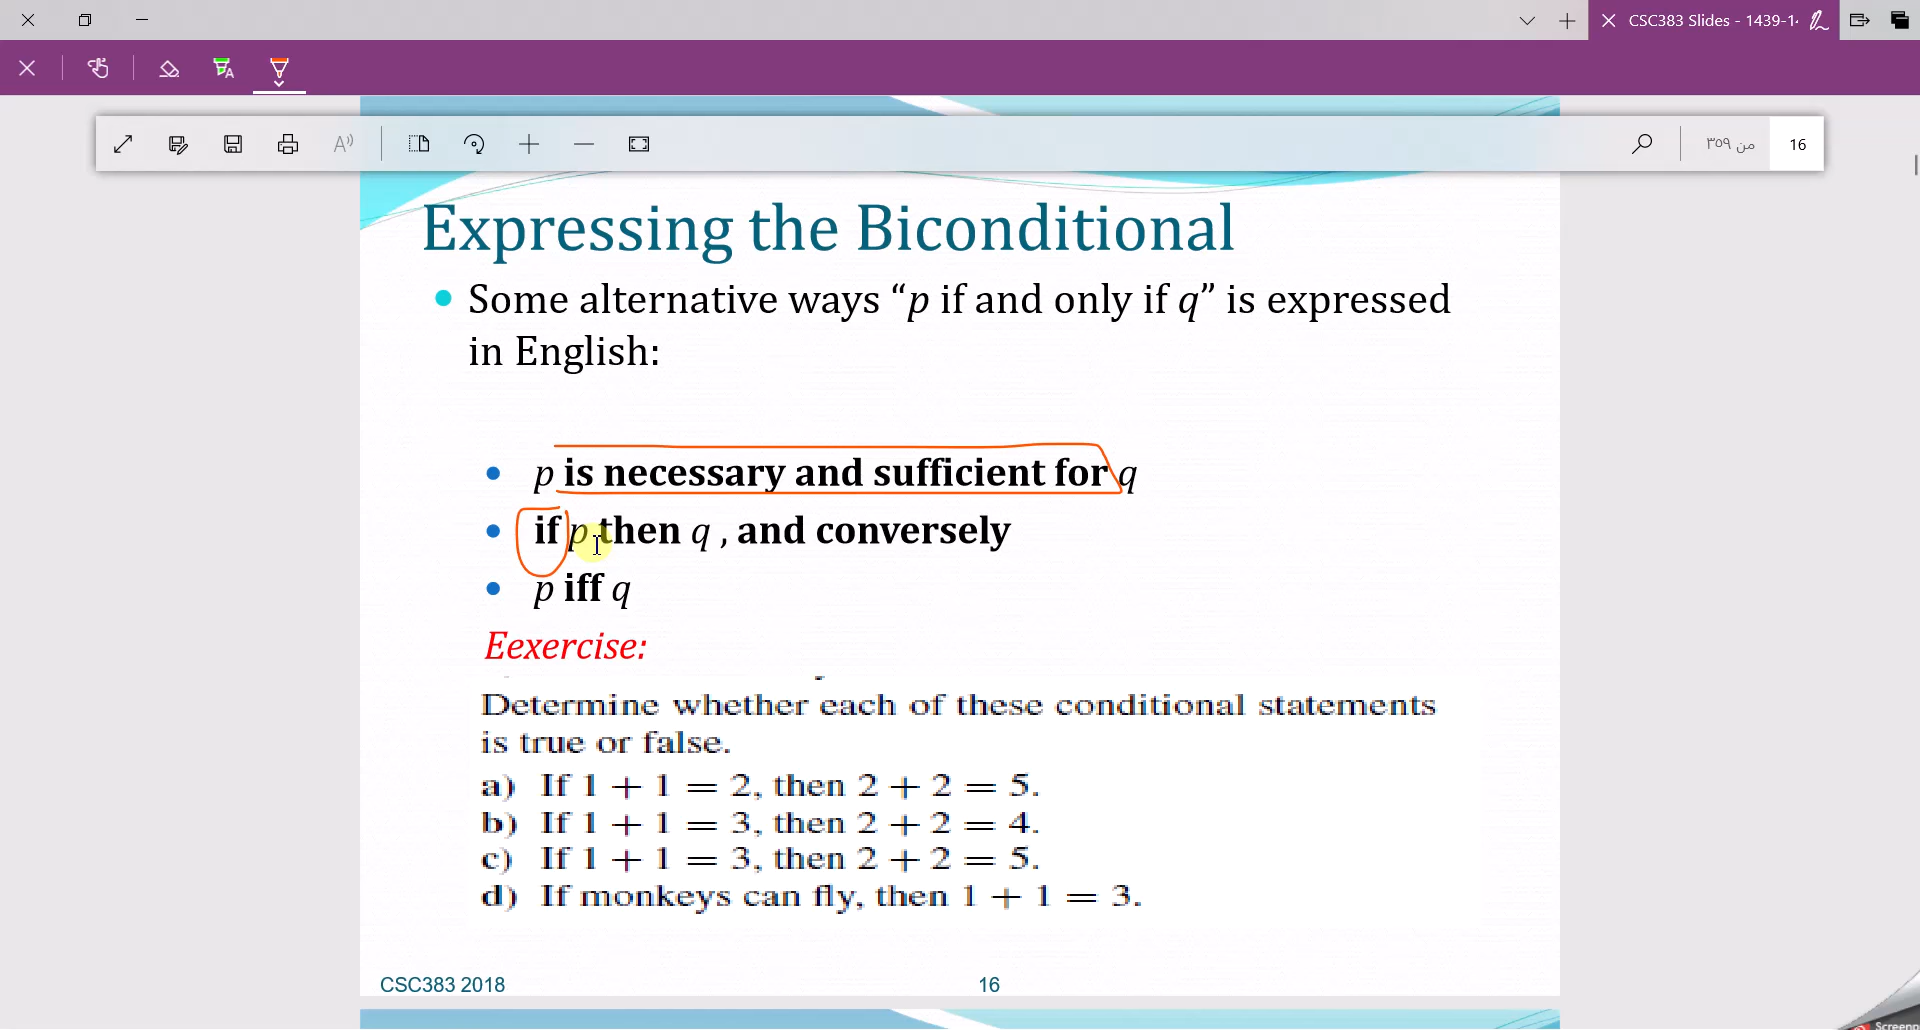 CSC383 Slides - 1439-1
16
من ٣٥٩
Expressing the Biconditional
Some alternative ways “p if and only if q” is expressed
in English:
p is necessary and sufficient for q
if p then q , and conversely
p iff q
Eexercise:
Determine whether each of these conditional statements
is true or false.
a) If 1 + 1 = 2, then 2 + 2 = 5.
b) If 1 + 1 = 3, then 2 + 2 = 4.
c) If 1 + 1 = 3, then 2 + 2 = 5.
d) If monkeys can fly, then 1 + 1 = 3.
CSC383 2018
16